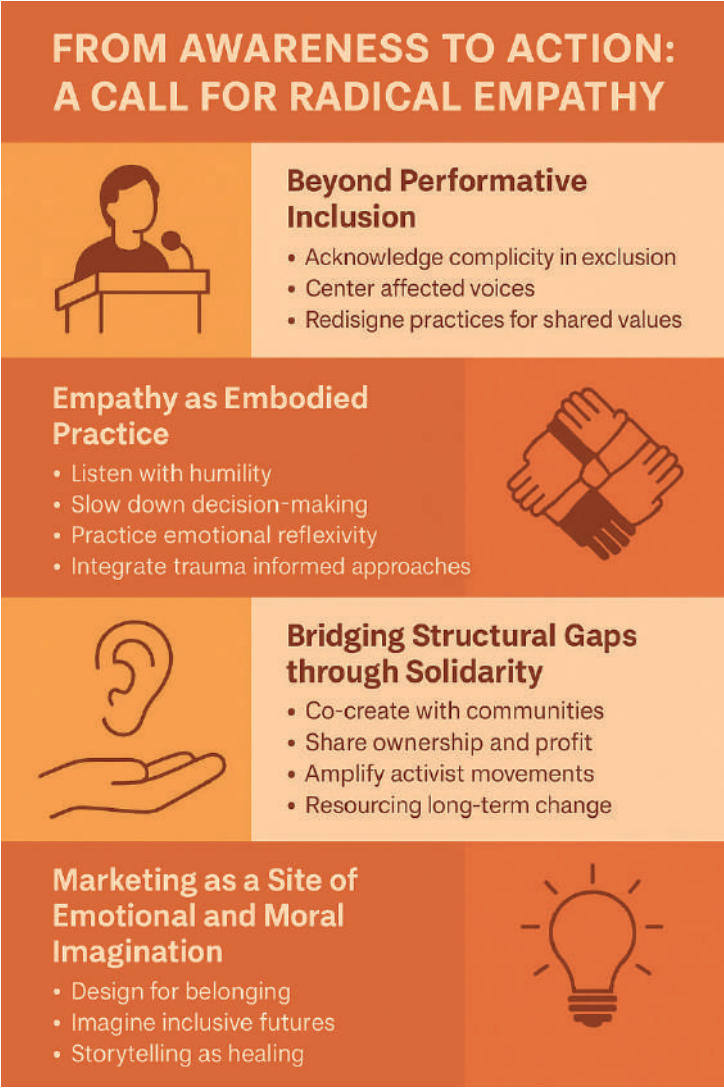 FROM AWARENESS TO ACTION:
A CALL FOR RADICAL EMPATHY
Beyond Performative
Inclusion
• Acknowledge complicity in exclusion
• Center affected voices
• Redisigne practices for shared values
Empathy as Embodied
Practice
• Listen with humility
• Slow down decision-making
• Practice emotional reflexivity
• Integrate trauma informed approaches
Bridging Structural Gaps
through Solidarity
• Co-create with communities
• Share ownership and profit
• Amplify activist movements
• Resourcing long-term change
Marketing as a Site of
Emotional and Moral
Imagination
• Design for belonging
• Imagine inclusive futures
• Storytelling as healing